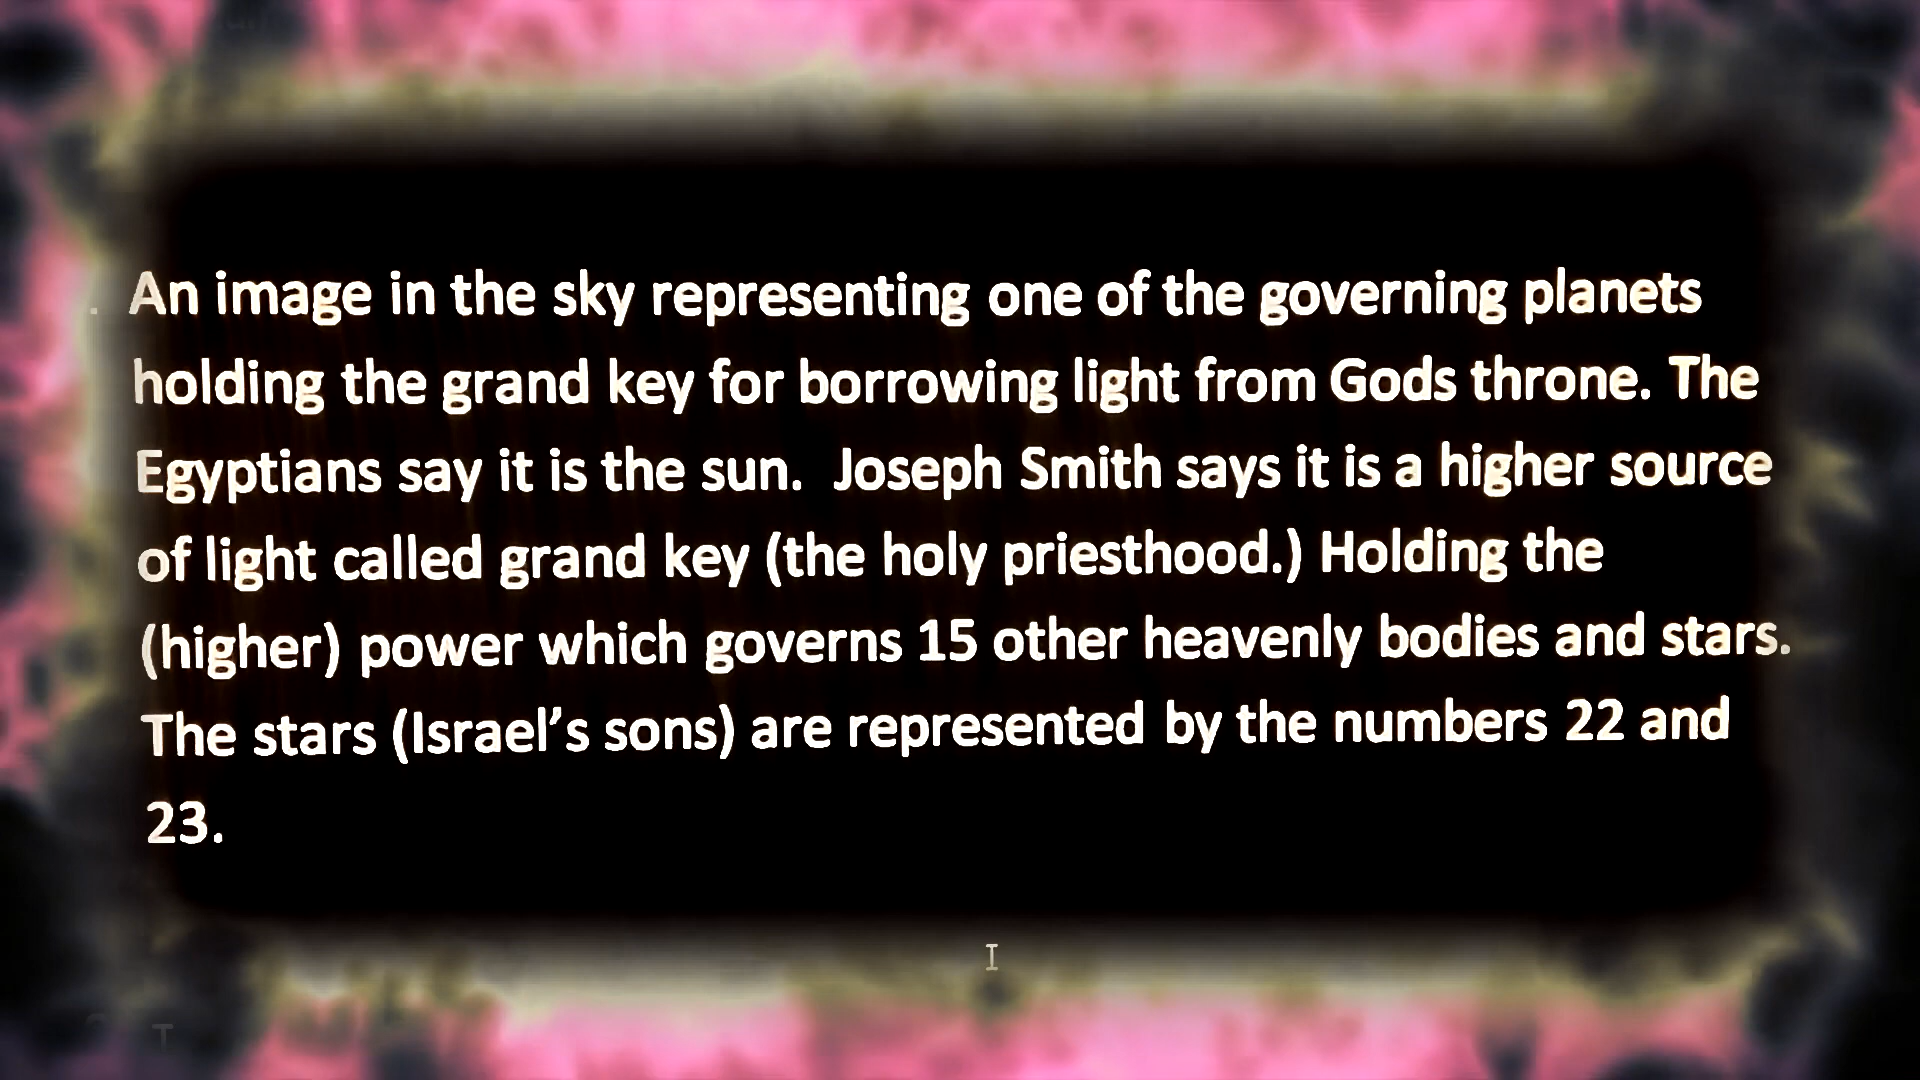 An image in the sky representing one of the governing planets
holding the grand key for borrowing light from Gods throne. The
Egyptians say it is the sun.  Joseph Smith says it is a higher source
of light called grand key (the holy priesthood.) Holding the
(higher) power which governs 15 other heavenly bodies and stars.
The stars (Israel’s sons) are represented by the numbers 22 and
23.